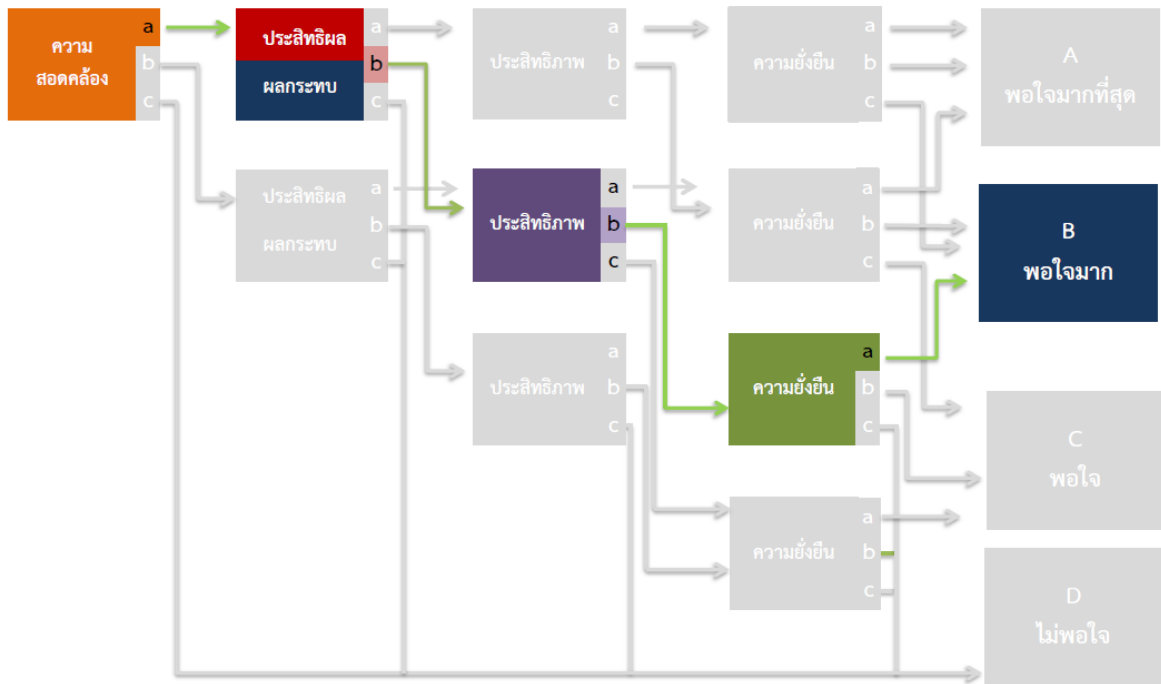 ความ
สอดคล้อง
a
b
c
ประสิทธิผล
ผลกระทบ
a
b
c
ประสิทธิภาพ
a
b
c
ความยั่งยืน
a
b
c
A
พอใจมากที่สุด
ประสิทธิผล
ผลกระทบ
a
b
c
ประสิทธิภาพ
a
b
c
ความยั่งยืน
a
b
c
B
พอใจมาก
ประสิทธิภาพ
a
b
c
ความยั่งยืน
a
b
c
C
พอใจ
ความยั่งยืน
a
b
c
D
ไม่พอใจ